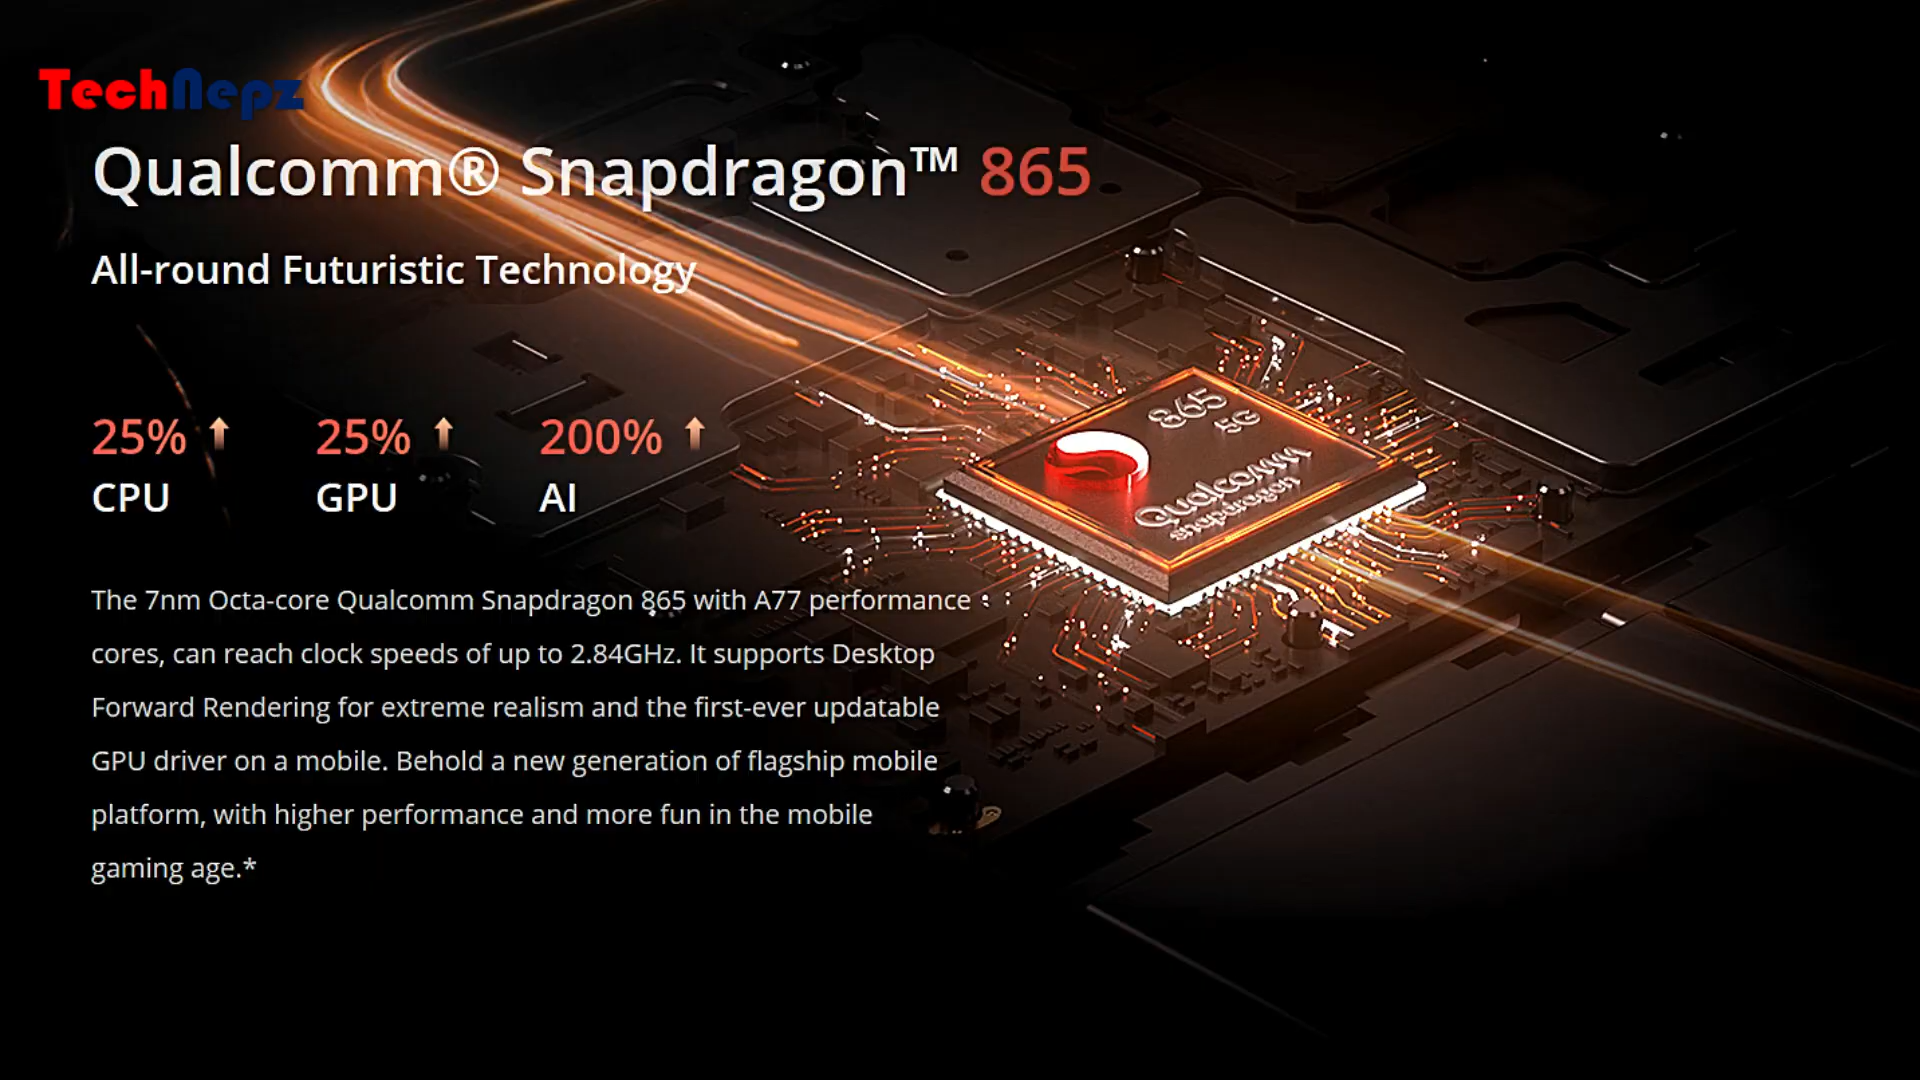 TechNepz
Qualcomm® Snapdragon™ 865
All-round Futuristic Technology
25% ↑ 25% ↑ 200% ↑
CPU GPU AI
865
5G
Qualcomm
snapdragon
The 7nm Octa-core Qualcomm Snapdragon 865 with A77 performance
cores, can reach clock speeds of up to 2.84GHz. It supports Desktop
Forward Rendering for extreme realism and the first-ever updatable
GPU driver on a mobile. Behold a new generation of flagship mobile
platform, with higher performance and more fun in the mobile
gaming age.*